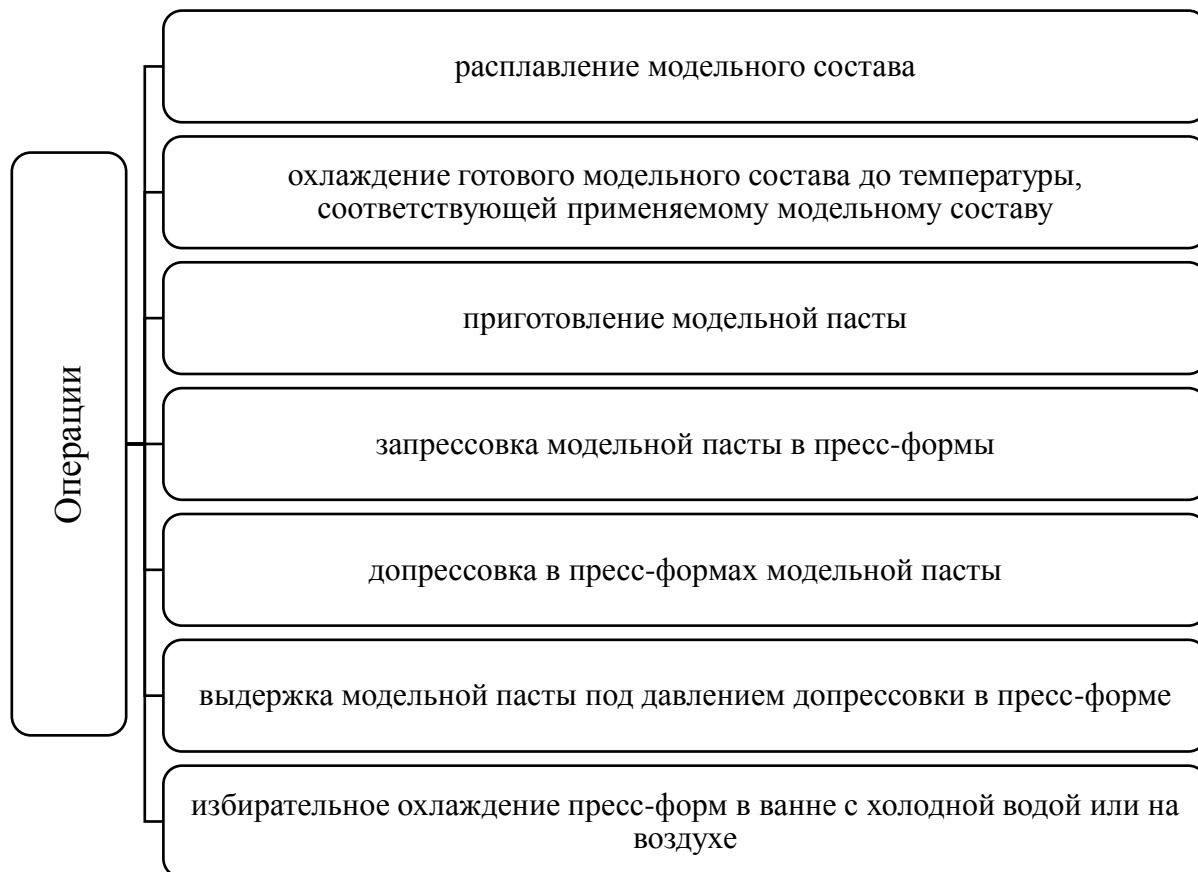 Операции
расплавление модельного состава
охлаждение готового модельного состава до температуры,
соответствующей применяемому модельному составу
приготовление модельной пасты
запрессовка модельной пасты в пресс-формы
допрессовка в пресс-формах модельной пасты
выдержка модельной пасты под давлением допрессовки в пресс-форме
избирательное охлаждение пресс-форм в ванне с холодной водой или на
воздухе